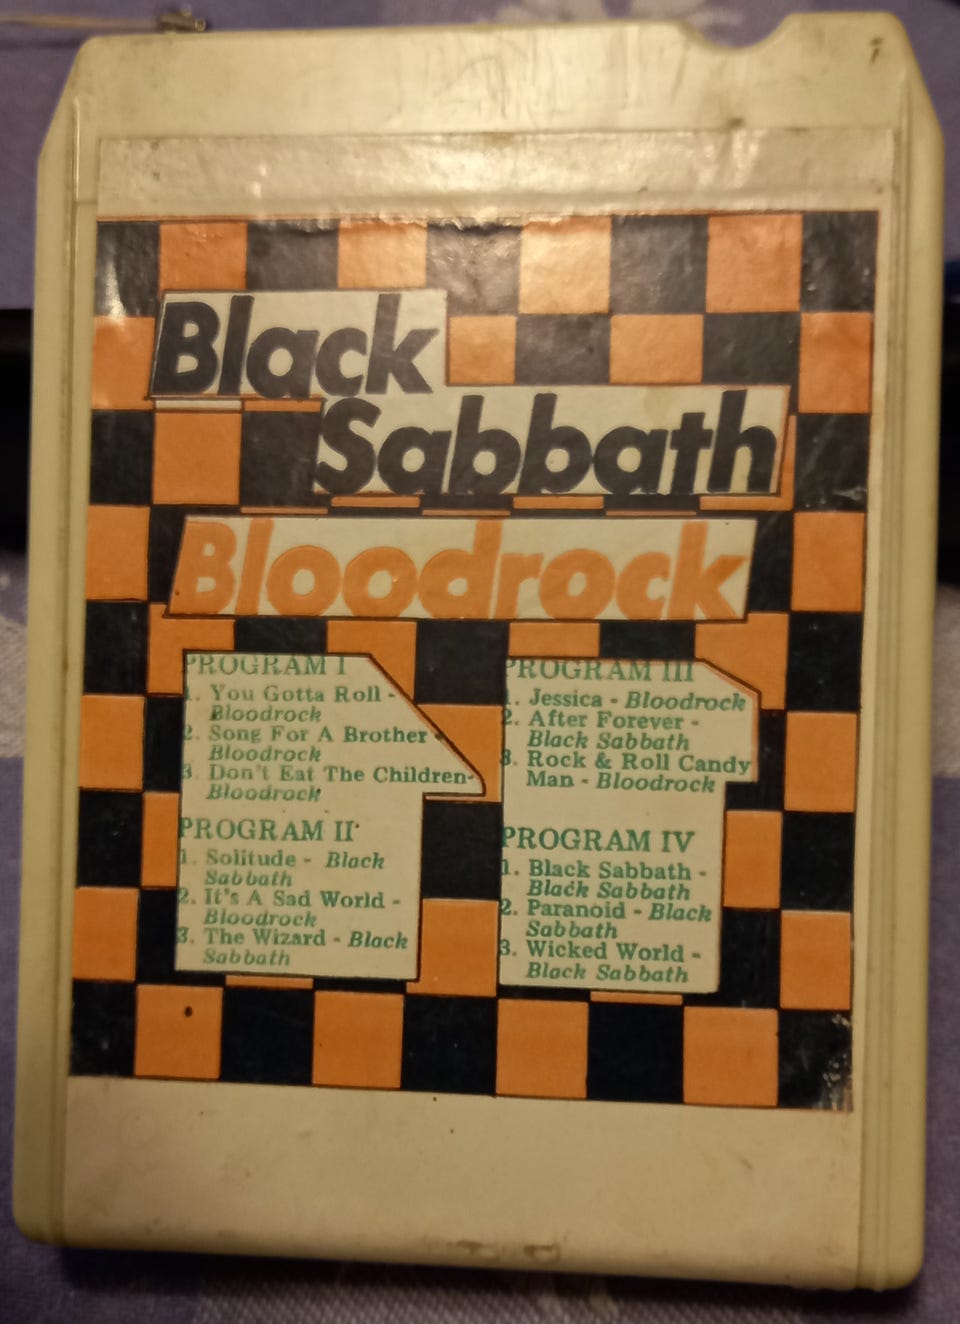 Black
Sabbath
Bloodrock
PROGRAM I
1. You Gotta Roll -
Bloodrock
2. Song For A Brother -
Bloodrock
3. Don't Eat The Children-
Bloodrock
PROGRAM II
1. Solitude - Black
Sabbath
2. It's A Sad World -
Bloodrock
3. The Wizard - Black
Sabbath
PROGRAM III
1. Jessica - Bloodrock
2. After Forever -
Black Sabbath
3. Rock & Roll Candy
Man - Bloodrock
PROGRAM IV
1. Black Sabbath -
Black Sabbath
2. Paranoid - Black
Sabbath
3. Wicked World -
Black Sabbath